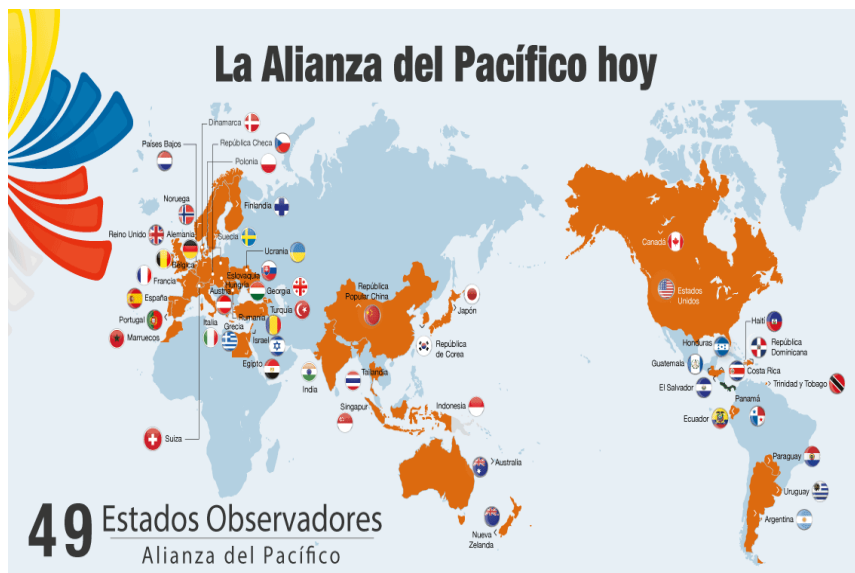 La Alianza del Pacífico hoy
Dinamarca
Países Bajos
República Checa
Polonia
Noruega
Finlandia
Reino Unido
Alemania
Suecia
Bélgica
Ucrania
Francia
Eslovaquia
Hungría
Georgia
España
Austria
Portugal
Rumania
Turquía
Marruecos
Italia
Grecia
Israel
Egipto
Suiza
República
Popular China
Japón
República
de Corea
India
Tailandia
Singapur
Indonesia
Australia
Nueva
Zelanda
Canadá
Estados
Unidos
Haití
Honduras
República
Dominicana
Guatemala
Costa Rica
El Salvador
Trinidad y Tobago
Panamá
Ecuador
Paraguay
Uruguay
Argentina
49 Estados Observadores
Alianza del Pacífico